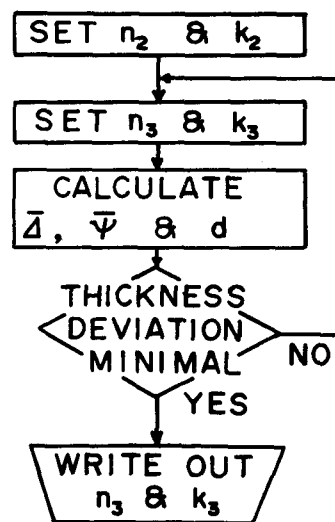 SET n₂ & k₂
SET n₃ & k₃
CALCULATE
Δ̅, Ψ̅ & d
THICKNESS
DEVIATION
MINIMAL
NO
YES
WRITE OUT
n₃ & k₃